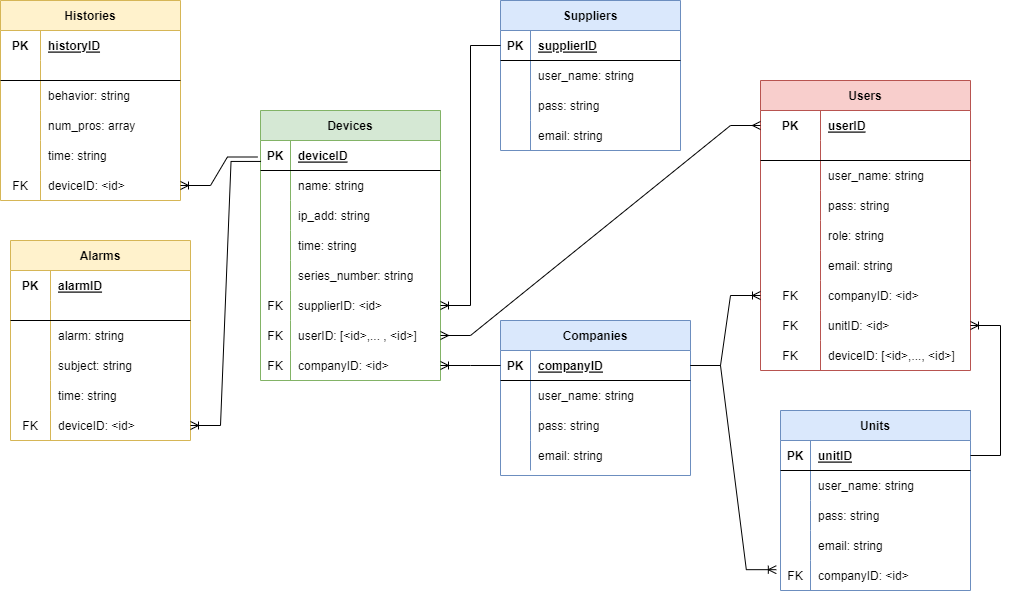 Histories
PK historyID
behavior: string
num_pros: array
time: string
FK deviceID: <id>
Alarms
PK alarmID
alarm: string
subject: string
time: string
FK deviceID: <id>
Devices
PK deviceID
name: string
ip_add: string
time: string
series_number: string
FK supplierID: <id>
FK userID: [<id>,... , <id>]
FK companyID: <id>
Suppliers
PK supplierID
user_name: string
pass: string
email: string
Companies
PK companyID
user_name: string
pass: string
email: string
Users
PK userID
user_name: string
pass: string
role: string
email: string
FK companyID: <id>
FK unitID: <id>
FK deviceID: [<id>,..., <id>]
Units
PK unitID
user_name: string
pass: string
email: string
FK companyID: <id>